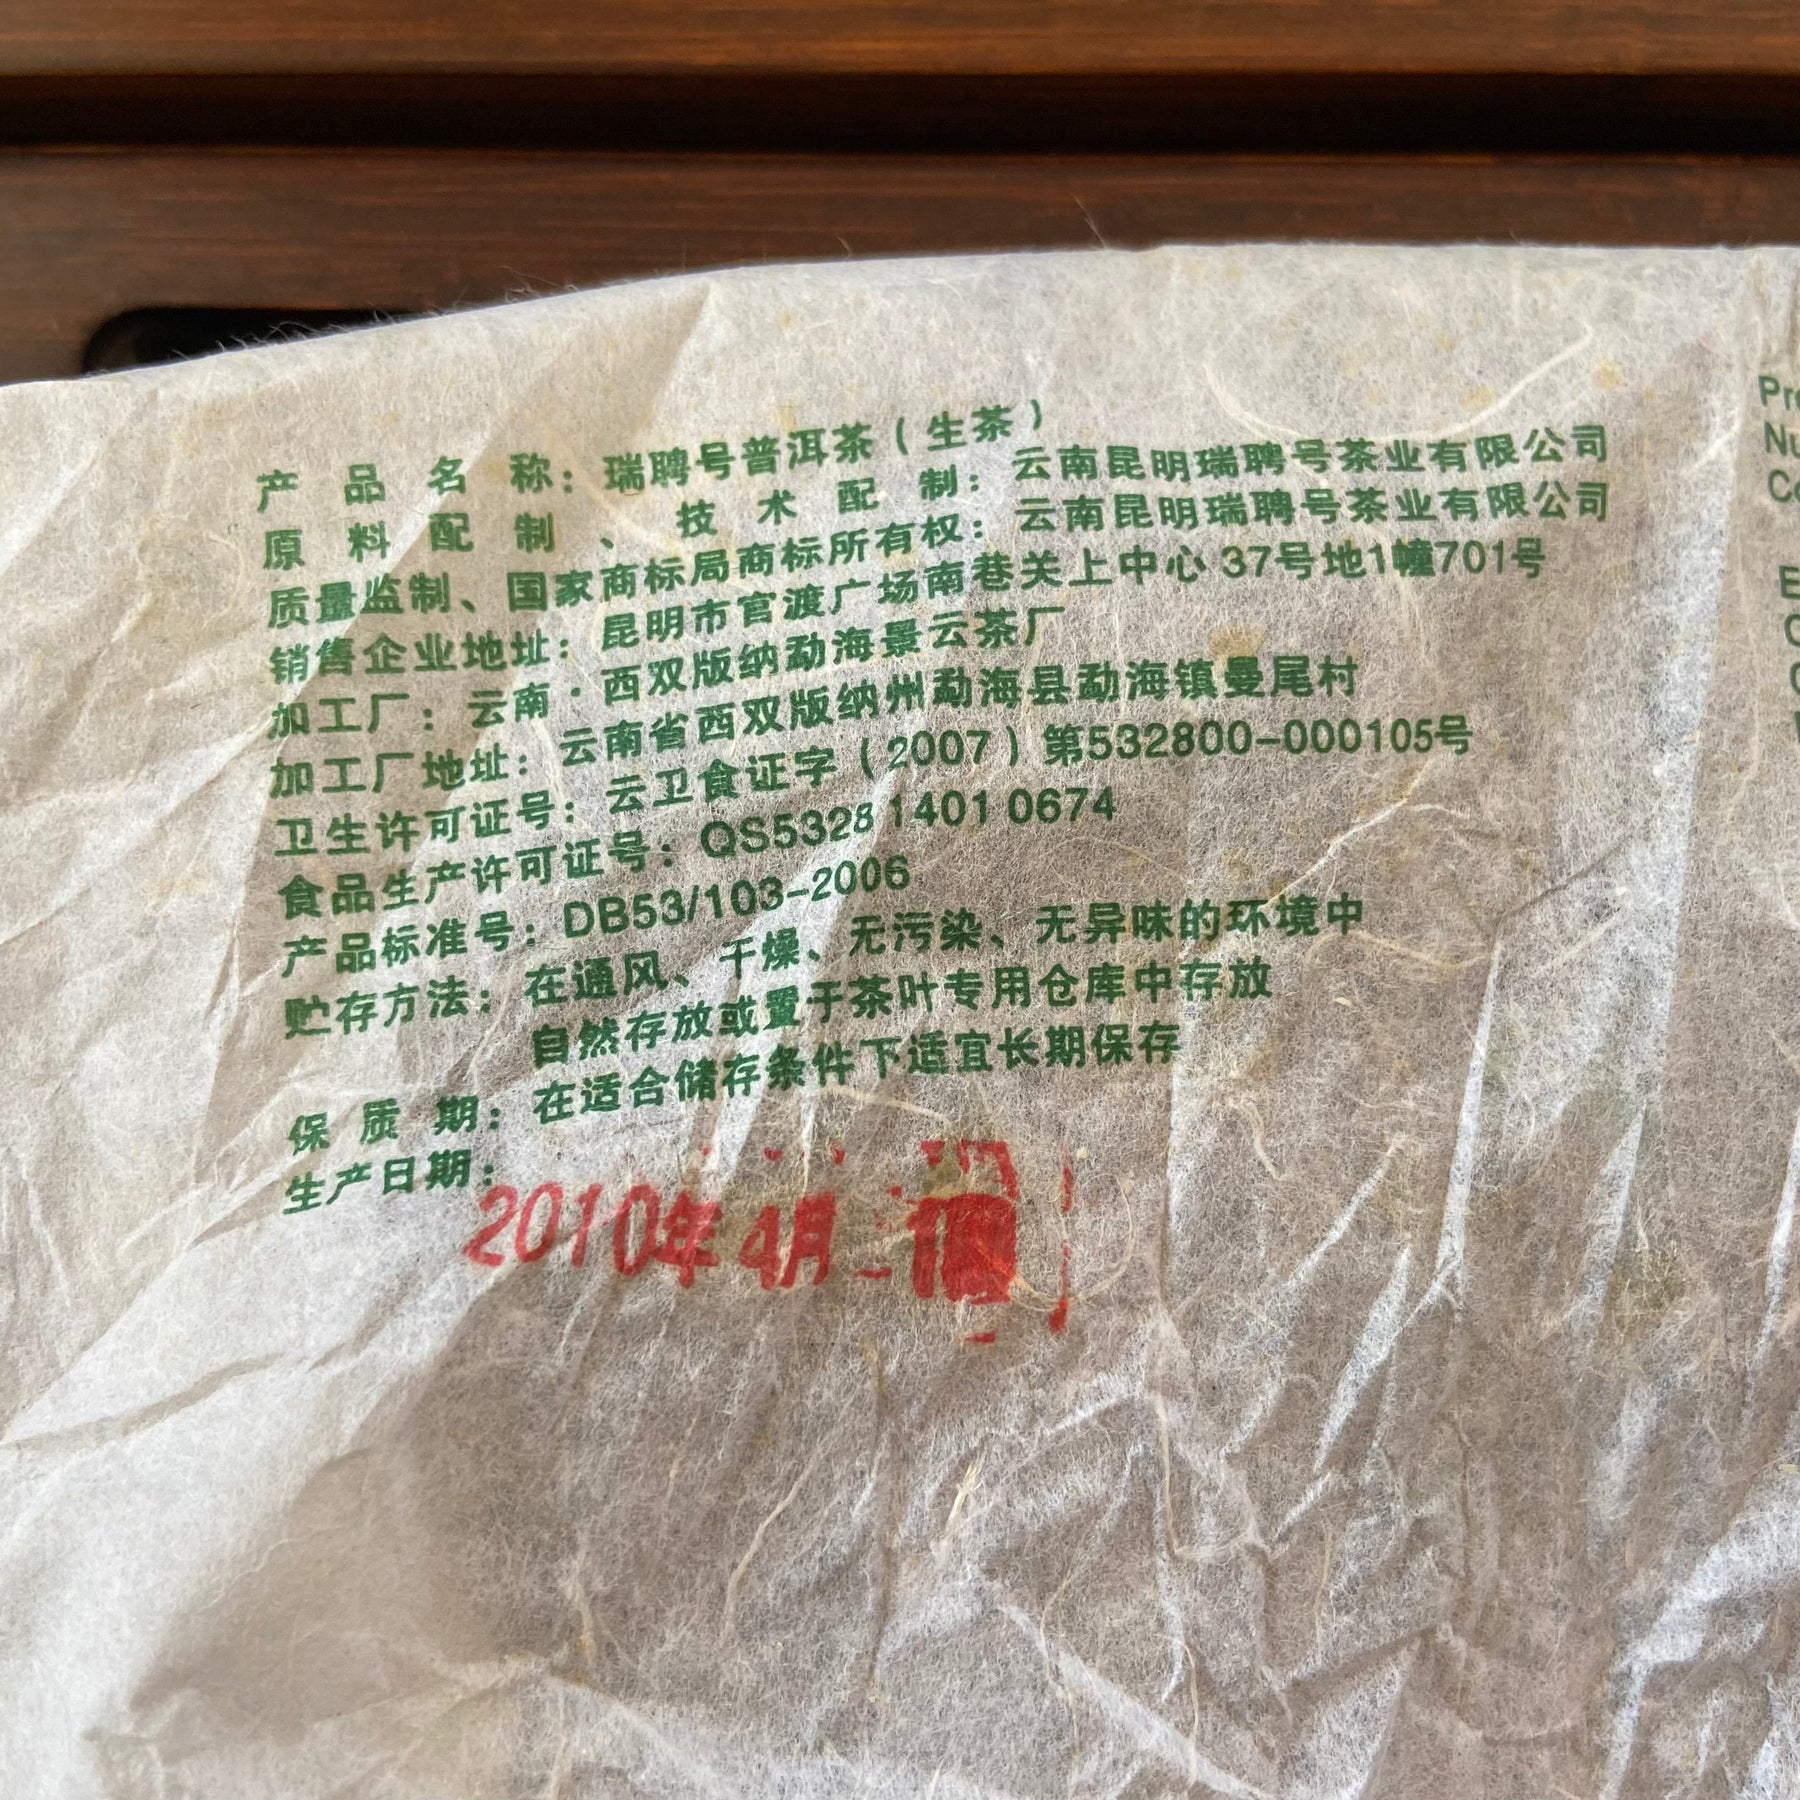 产品名称：瑞聘号普洱茶（生茶）
原料配制、技术配制：云南昆明瑞聘号茶业有限公司
质量监制、国家商标局商标所有权：云南昆明瑞聘号茶业有限公司
销售企业地址：昆明市官渡广场南巷关上中心37号地1幢701号
加工厂：云南·西双版纳勐海景云茶厂
加工厂地址：云南省西双版纳州勐海县勐海镇曼尾村
卫生许可证号：云卫食证字（2007）第532800-000105号
食品生产许可证号：QS5328 1401 0674
产品标准号：DB53/103-2006
贮存方法：在通风、干燥、无污染、无异味的环境中
自然存放或置于茶叶专用仓库中存放
保质期：在适合储存条件下适宜长期保存
生产日期：2010年4月